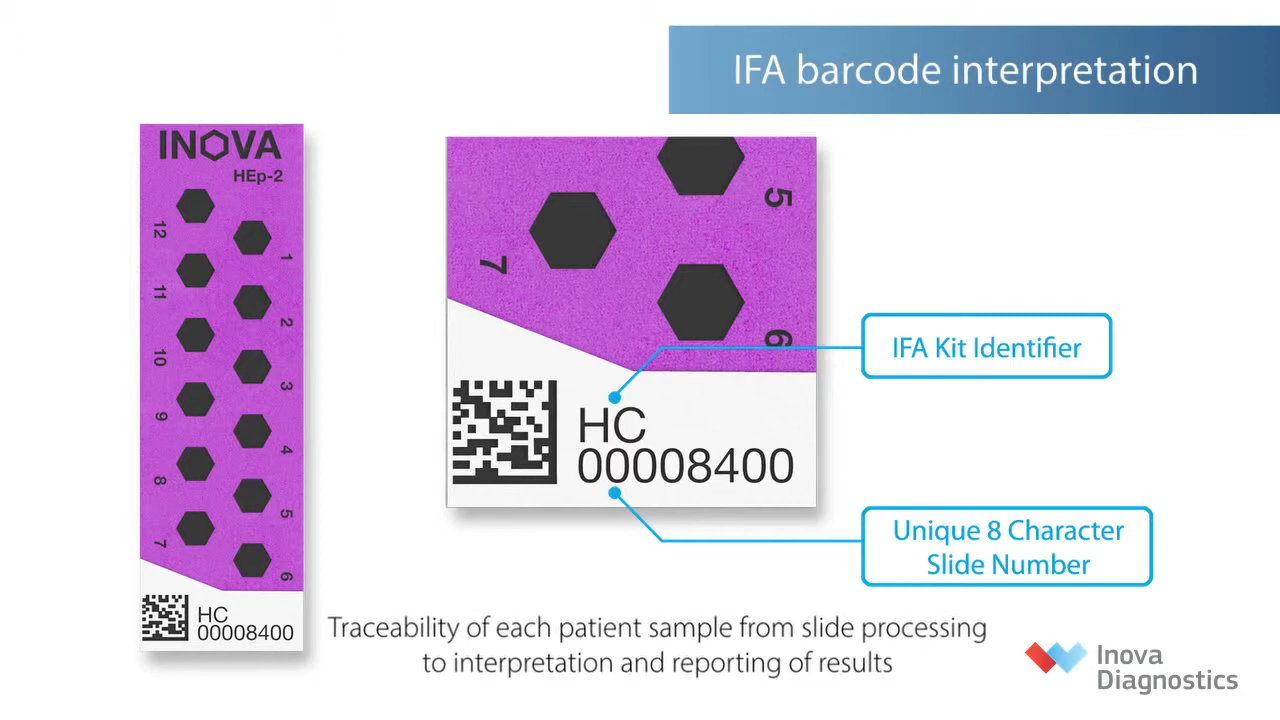 IFA barcode interpretation
INOVA
HEp-2
12
1
11
2
10
3
9
4
8
5
7
6
HC
00008400
5
7
6
HC
00008400
IFA Kit Identifier
Unique 8 Character
Slide Number
Traceability of each patient sample from slide processing
to interpretation and reporting of results
Inova
Diagnostics